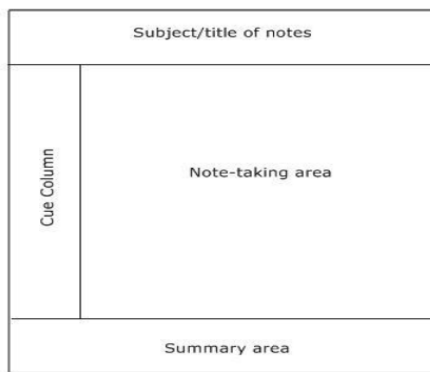 Subject/title of notes
Cue Column
Note-taking area
Summary area